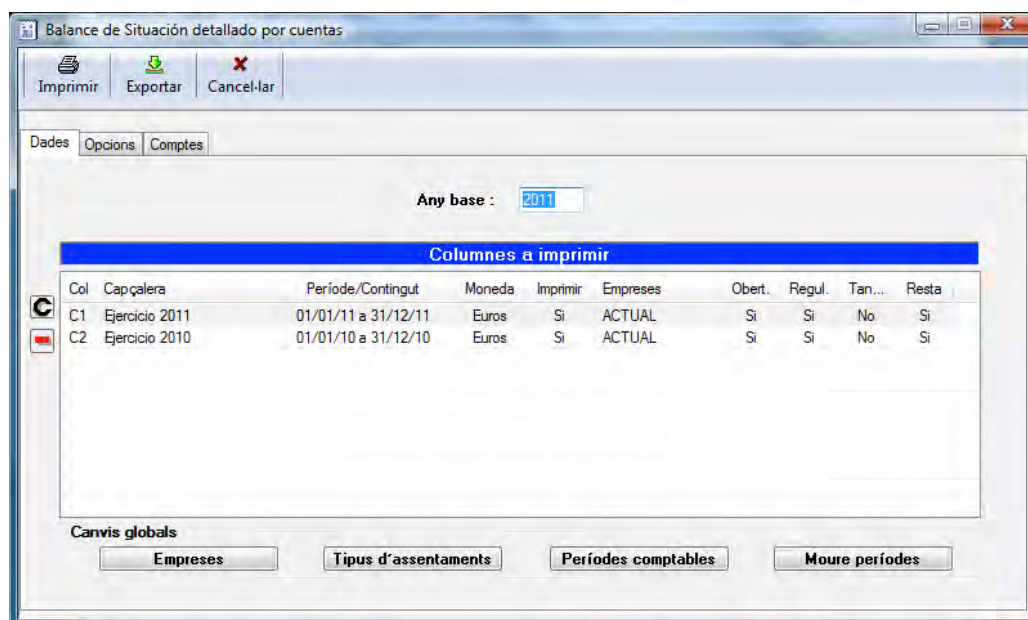 Balance de Situación detallado por cuentas
Imprimir Exportar Cancel·lar
Dades Opcions Comptes
Any base : 2011
Columnes a imprimir
Col Capçalera Període/Contingut Moneda Imprimir Empreses Obert. Regul. Tan... Resta
C1 Ejercicio 2011 01/01/11 a 31/12/11 Euros Si ACTUAL Si Si No Si
C2 Ejercicio 2010 01/01/10 a 31/12/10 Euros Si ACTUAL Si Si No Si
Canvis globals
Empreses Tipus d'assentaments Períodes comptables Moure períodes